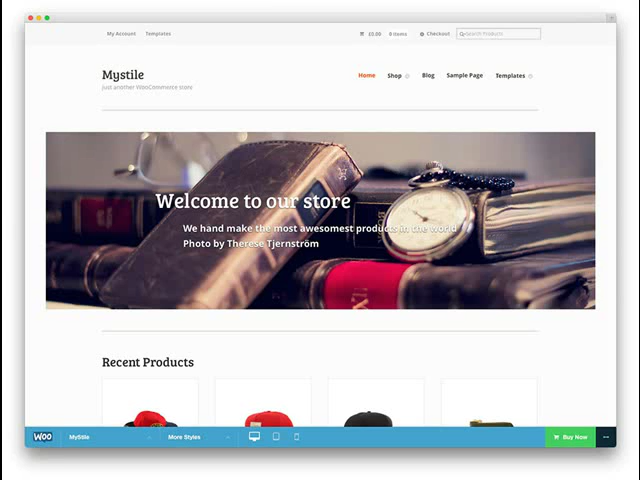 My Account Templates £0.00 0 items Checkout Search Products
Mystile
Just another WooCommerce store
Home Shop Blog Sample Page Templates
Welcome to our store
We hand make the most awesomest products in the world
Photo by Therese Tjernström
Recent Products
WOO MyStile More Styles Buy Now